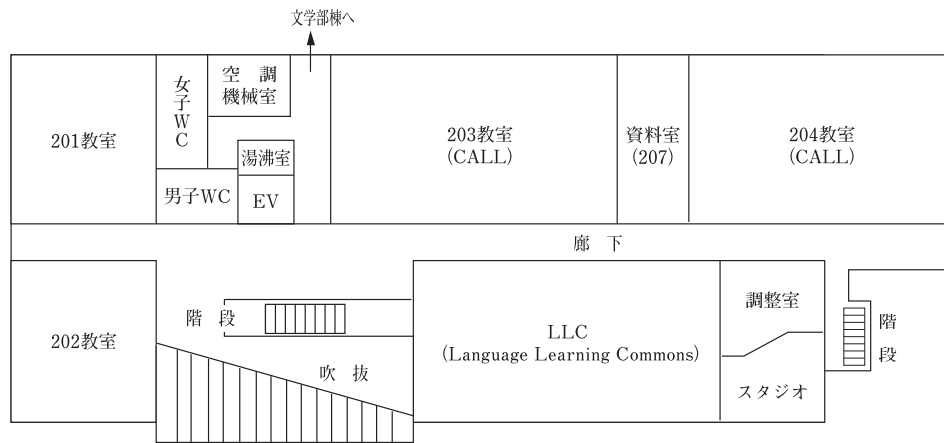 文学部棟へ
201教室
女子WC
空調
機械室
湯沸室
男子WC
EV
203教室
(CALL)
資料室
(207)
204教室
(CALL)
廊下
202教室
階段
吹抜
LLC
(Language Learning Commons)
調整室
スタジオ
階段